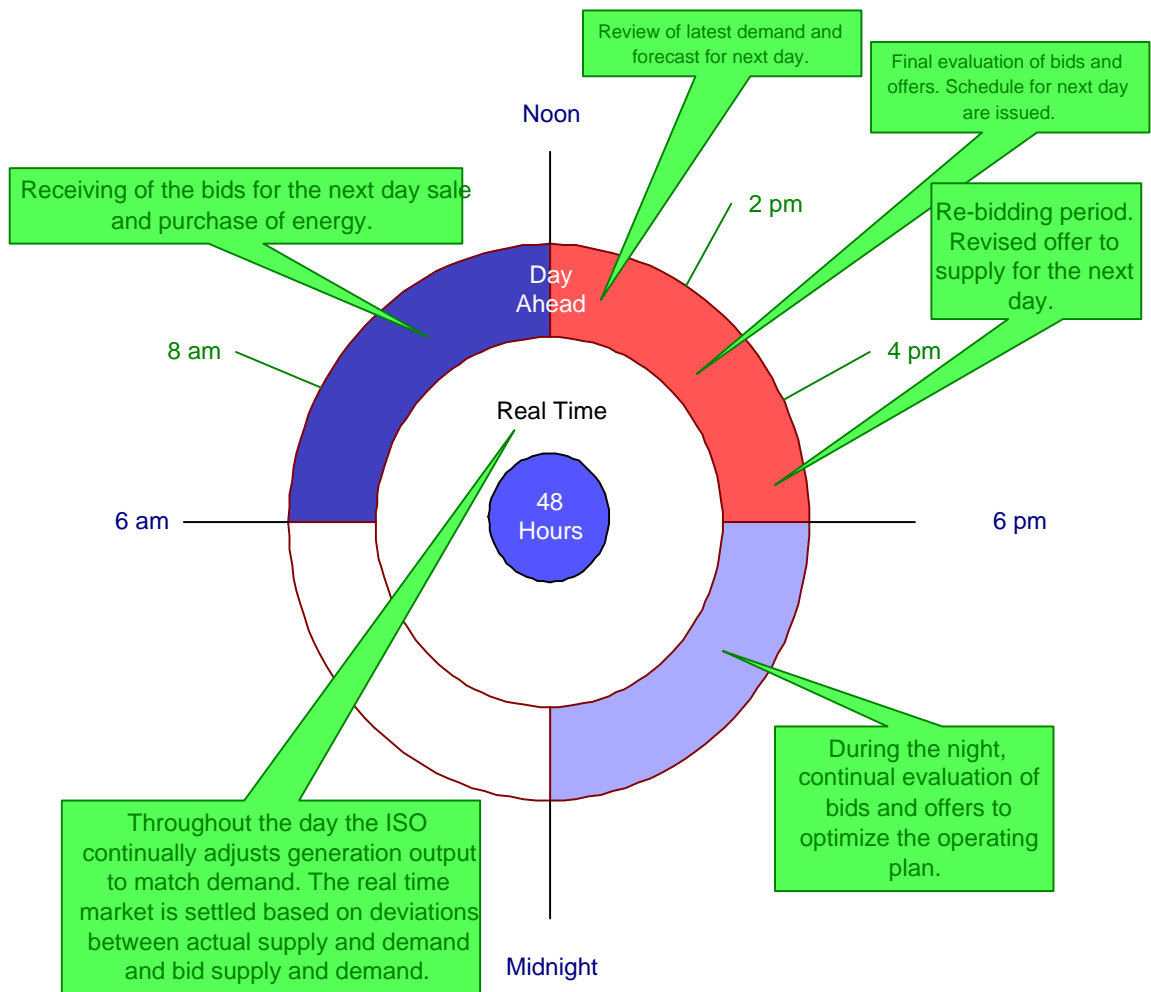 Review of latest demand and
forecast for next day.
Final evaluation of bids and
offers. Schedule for next day
are issued.
Noon
Receiving of the bids for the next day sale
and purchase of energy.
2 pm
Re-bidding period.
Revised offer to
supply for the next
day.
Day
Ahead
8 am
4 pm
Real Time
48
Hours
6 am
6 pm
During the night,
continual evaluation of
bids and offers to
optimize the operating
plan.
Throughout the day the ISO
continually adjusts generation output
to match demand. The real time
market is settled based on deviations
between actual supply and demand
and bid supply and demand.
Midnight